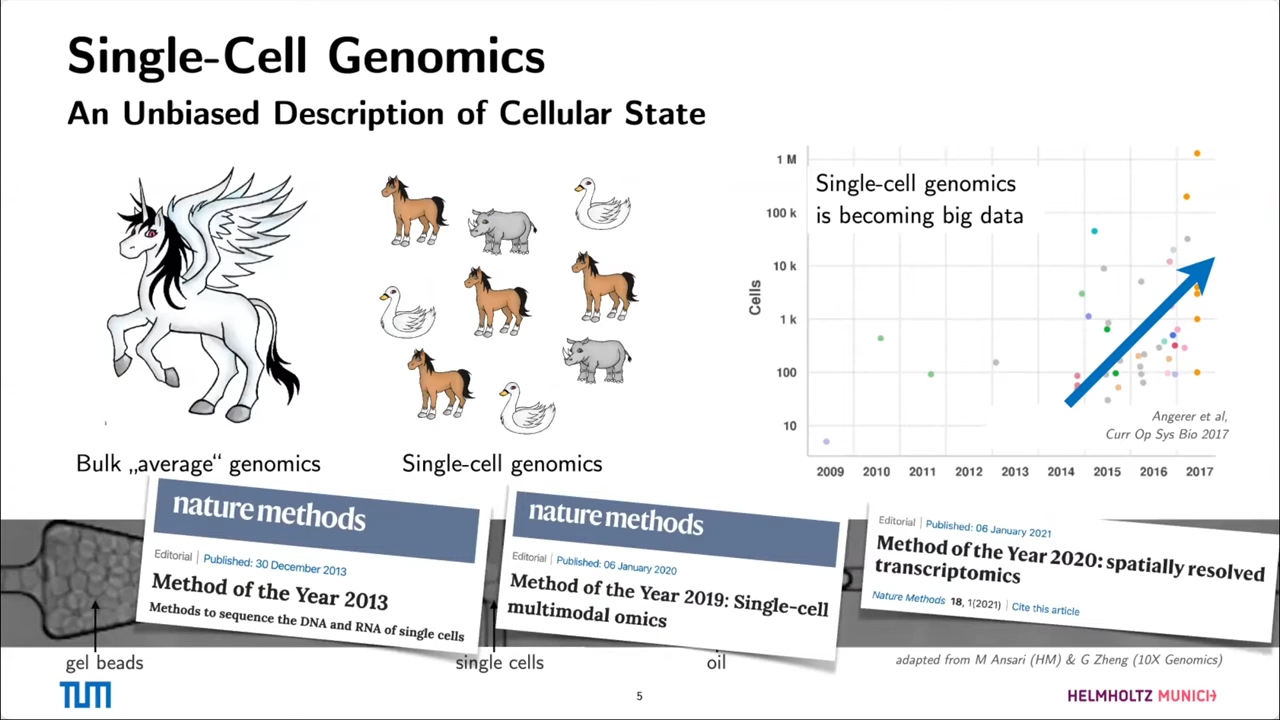 Single-Cell Genomics
An Unbiased Description of Cellular State
Bulk „average“ genomics
Single-cell genomics
Single-cell genomics
is becoming big data
Cells
1 M
100 k
10 k
1 k
100
10
2009 2010 2011 2012 2013 2014 2015 2016 2017
Angerer et al,
Curr Op Sys Bio 2017
nature methods
Editorial | Published: 30 December 2013
Method of the Year 2013
Methods to sequence the DNA and RNA of single cells
nature methods
Editorial | Published: 06 January 2020
Method of the Year 2019: Single-cell
multimodal omics
Editorial | Published: 06 January 2021
Method of the Year 2020: spatially resolved
transcriptomics
Nature Methods 18, 1(2021) | Cite this article
gel beads
single cells
oil
adapted from M Ansari (HM) & G Zheng (10X Genomics)
TUM
5
HELMHOLTZ MUNICH